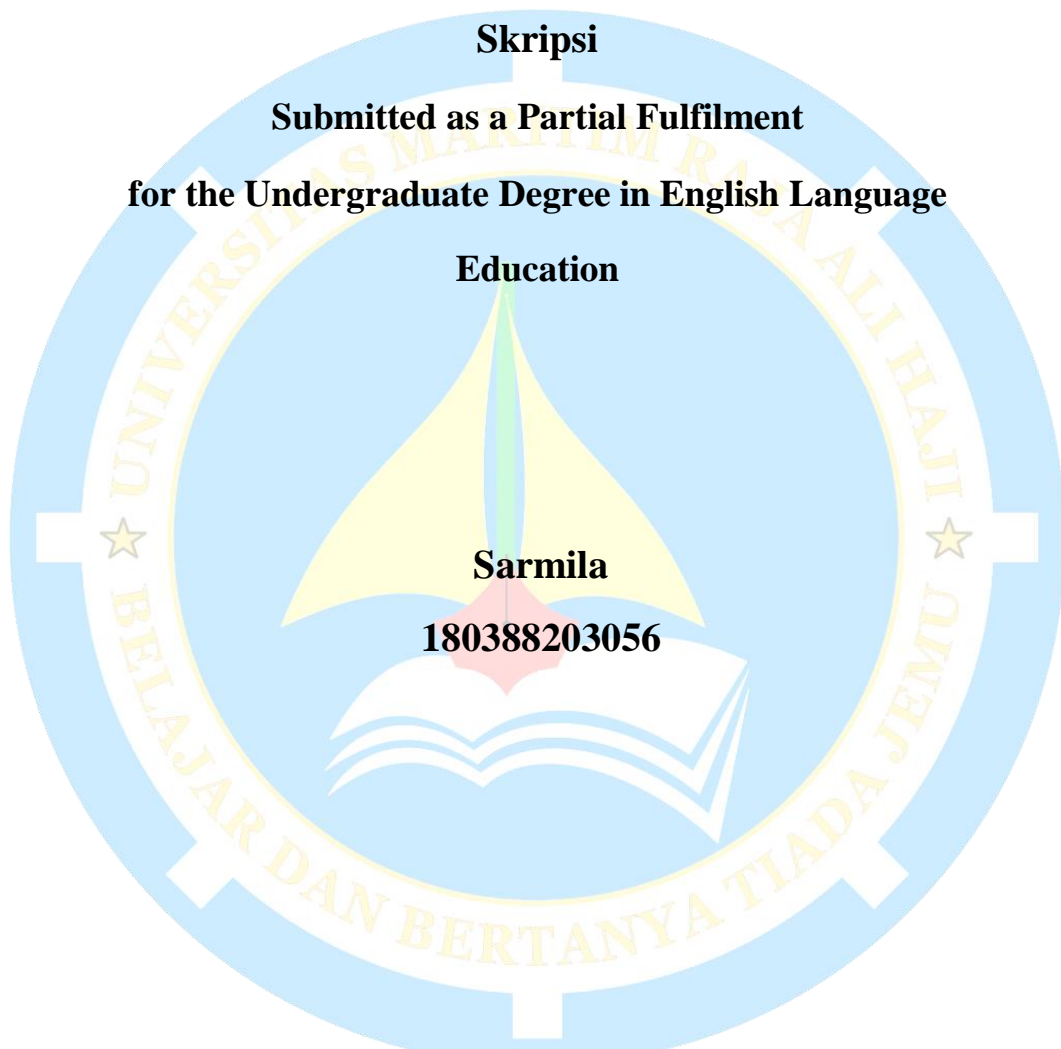 Skripsi
Submitted as a Partial Fulfilment
for the Undergraduate Degree in English Language
Education
Sarmila
180388203056
UNIVERSITAS MARITIM RAJA ALI HAJI
BELAJAR DAN BERTANYA TIADA JEMU